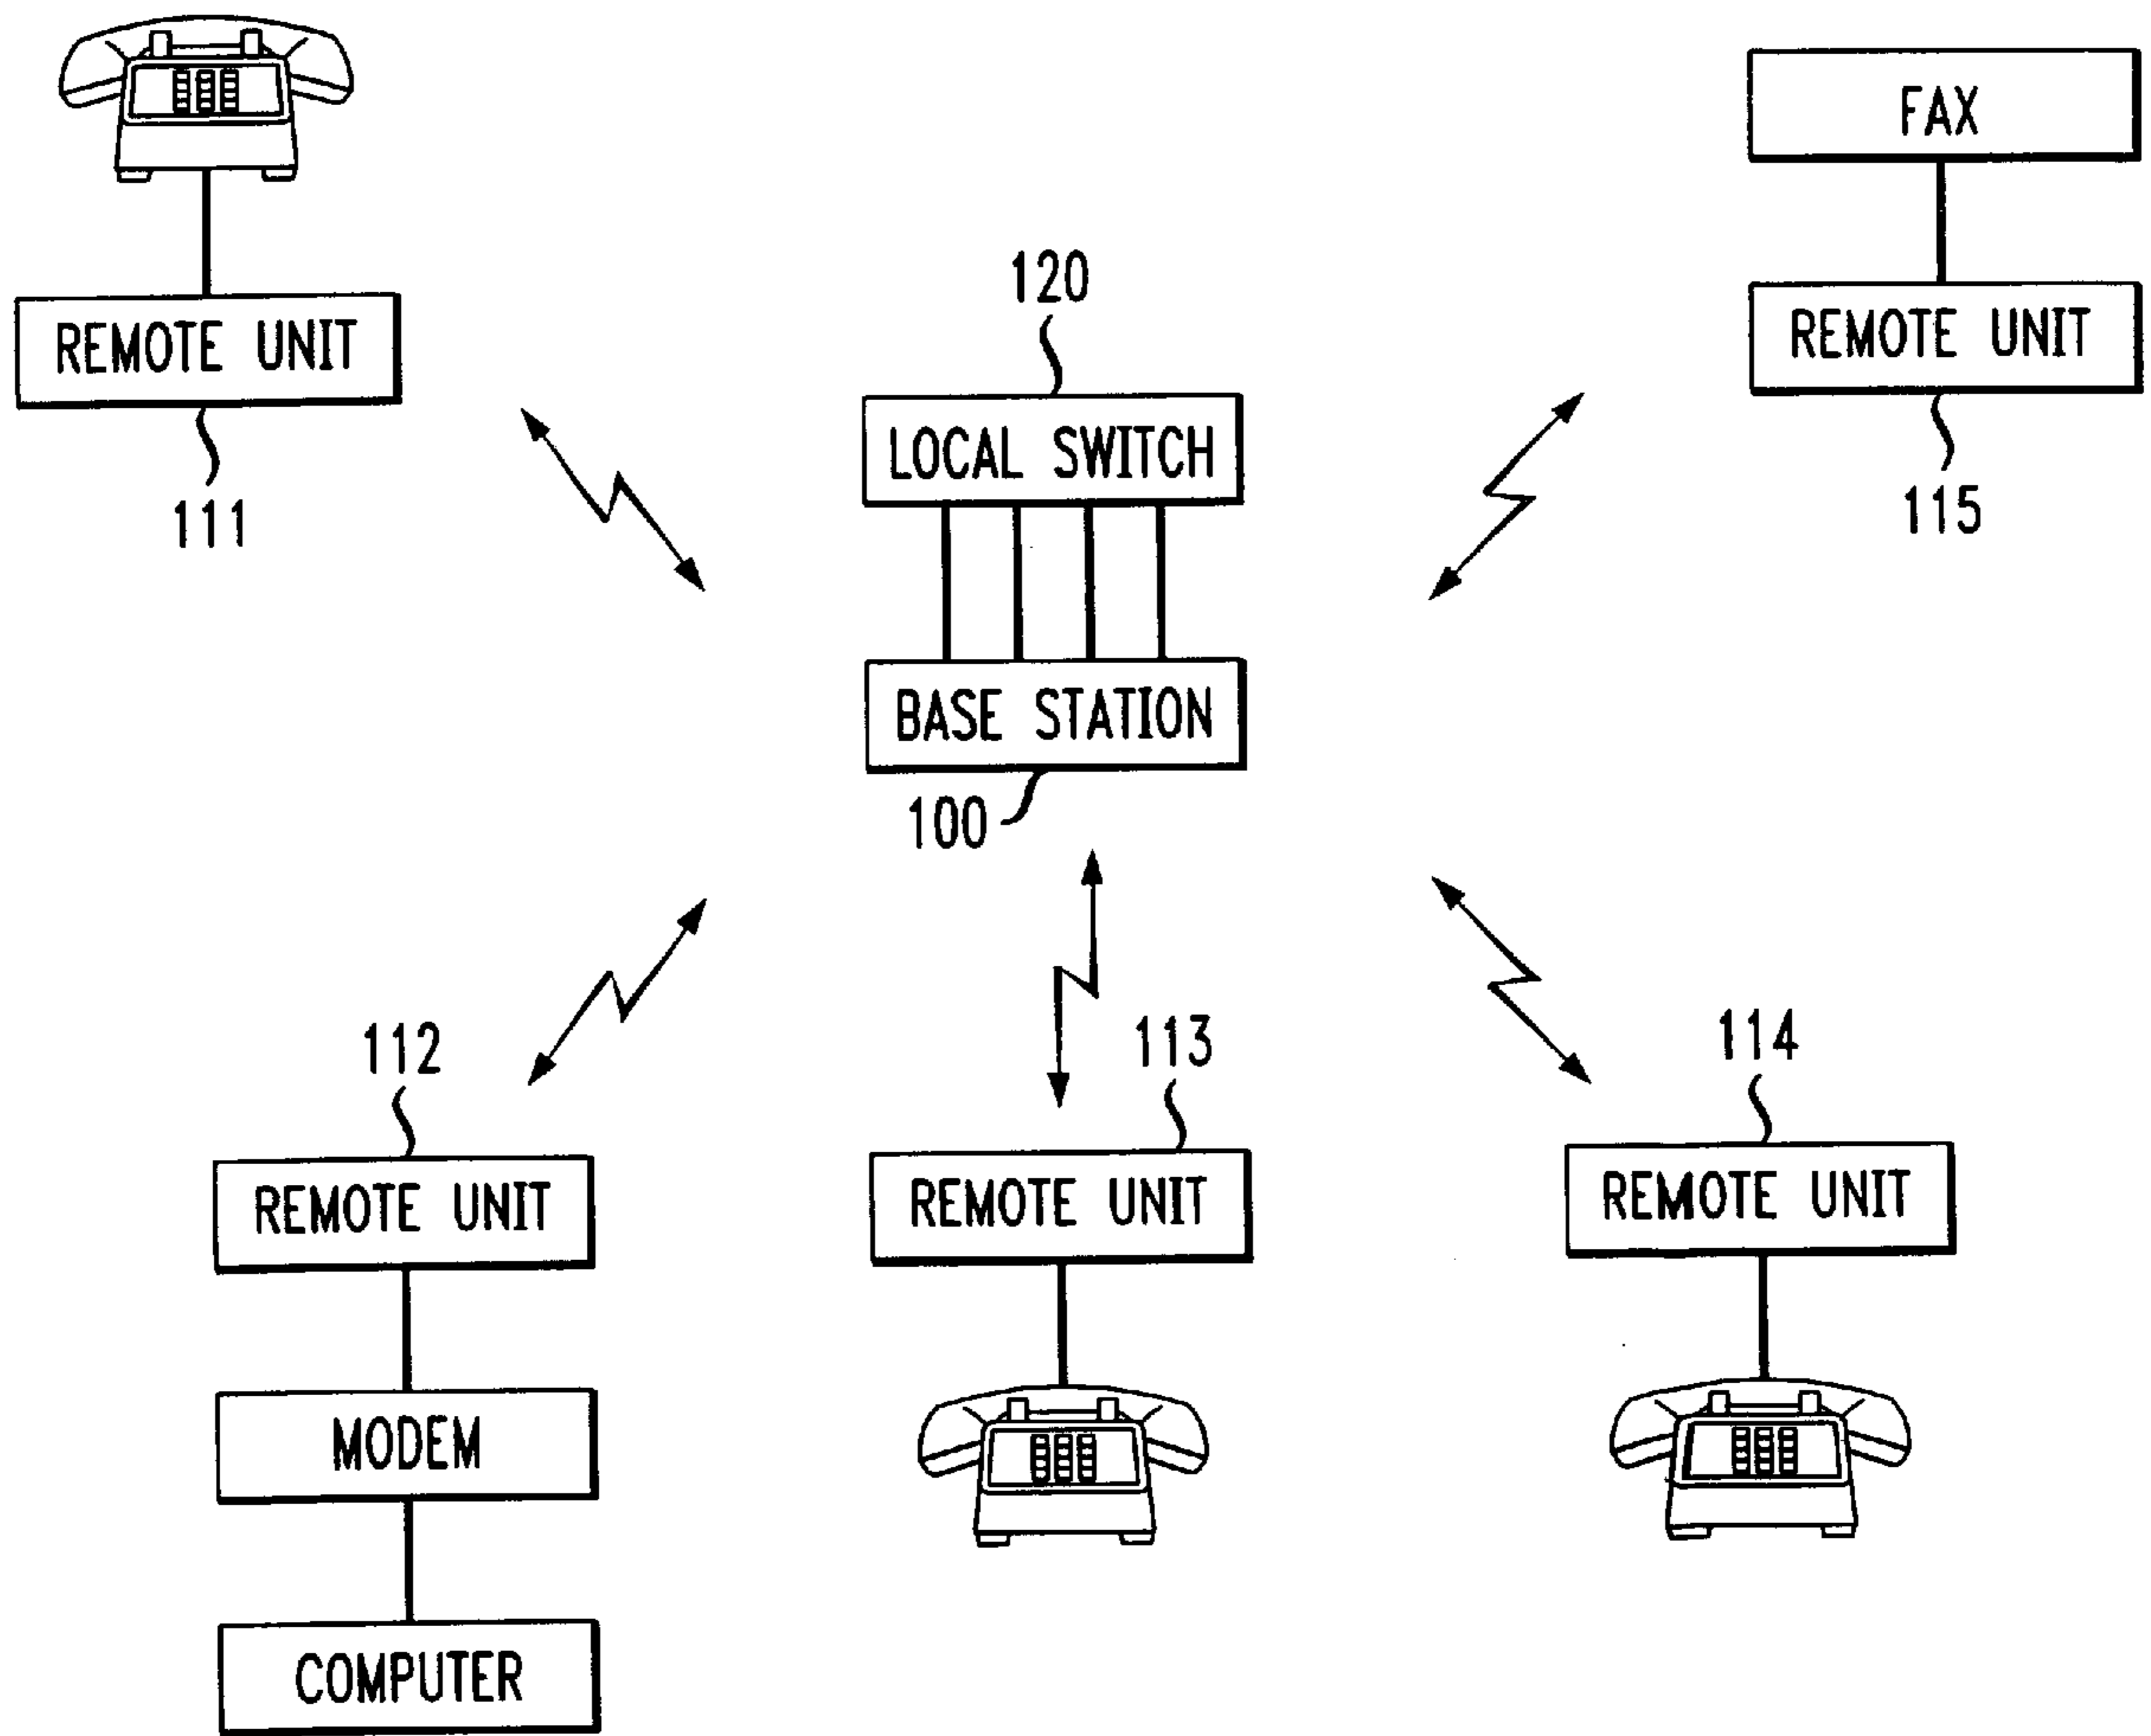 FAX
120
REMOTE UNIT
REMOTE UNIT
LOCAL SWITCH
111
115
BASE STATION
100
112
113
114
REMOTE UNIT
REMOTE UNIT
REMOTE UNIT
MODEM
COMPUTER